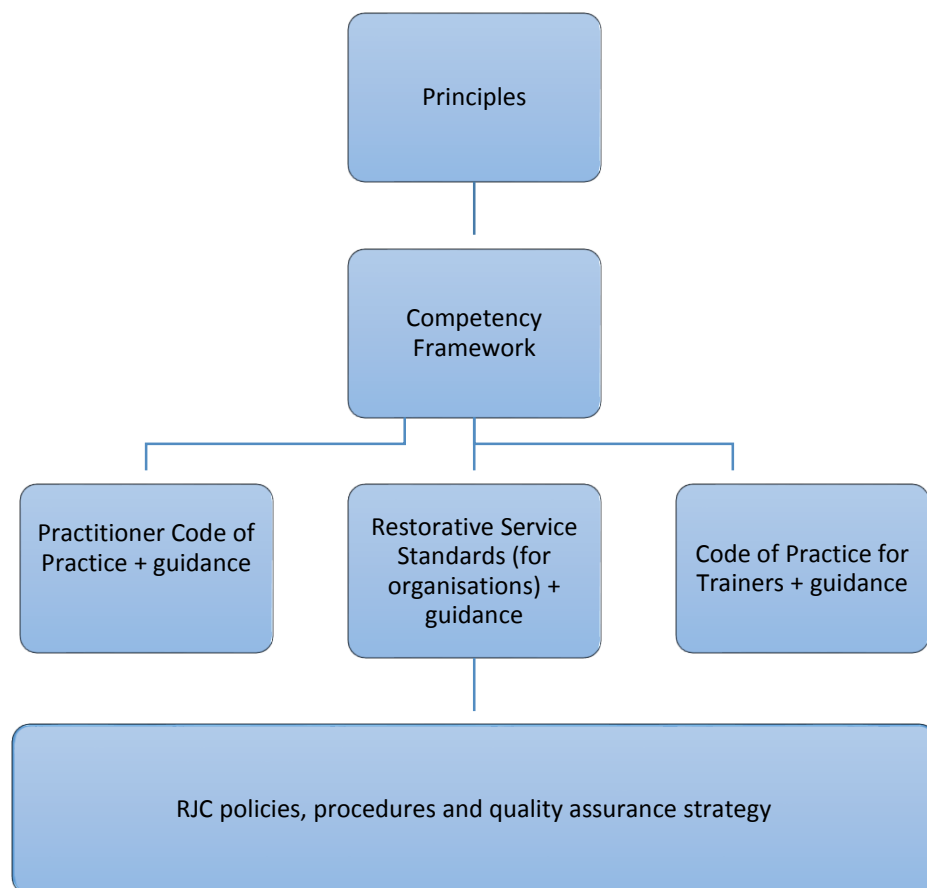 Principles
Competency
Framework
Practitioner Code of
Practice + guidance
Restorative Service
Standards (for
organisations) +
guidance
Code of Practice for
Trainers + guidance
RJC policies, procedures and quality assurance strategy